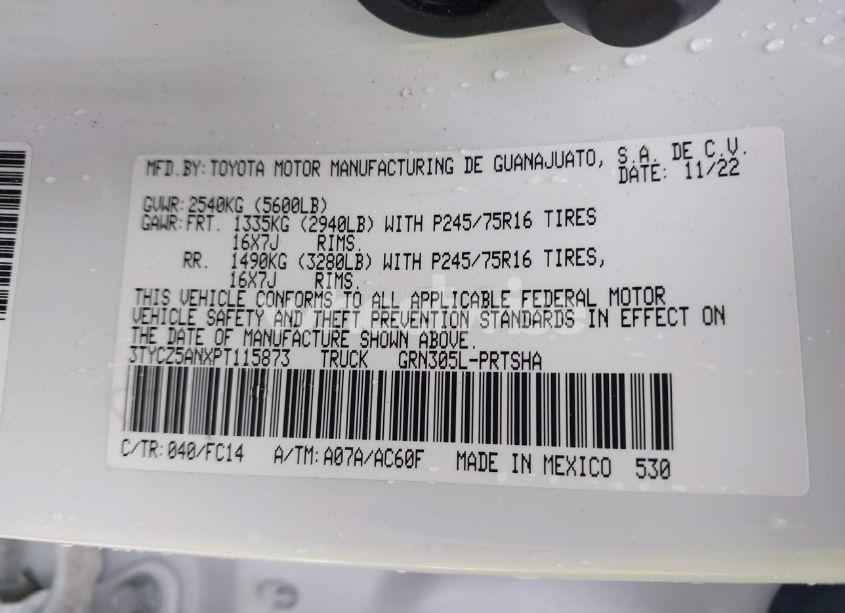 MFD.BY:TOYOTA MOTOR MANUFACTURING DE GUANAJUATO, S.A. DE C.V.
DATE: 11/22
GVWR:2540KG (5600LB)
GAWR:FRT. 1335KG (2940LB) WITH P245/75R16 TIRES
16X7J RIMS.
RR. 1490KG (3280LB) WITH P245/75R16 TIRES,
16X7J RIMS.
THIS VEHICLE CONFORMS TO ALL APPLICABLE FEDERAL MOTOR
VEHICLE SAFETY AND THEFT PREVENTION STANDARDS IN EFFECT ON
THE DATE OF MANUFACTURE SHOWN ABOVE.
3TYCZ5ANXPT115873 TRUCK GRN305L-PRTSHA
C/TR:040/FC14 A/TM:A07A/AC60F MADE IN MEXICO 530